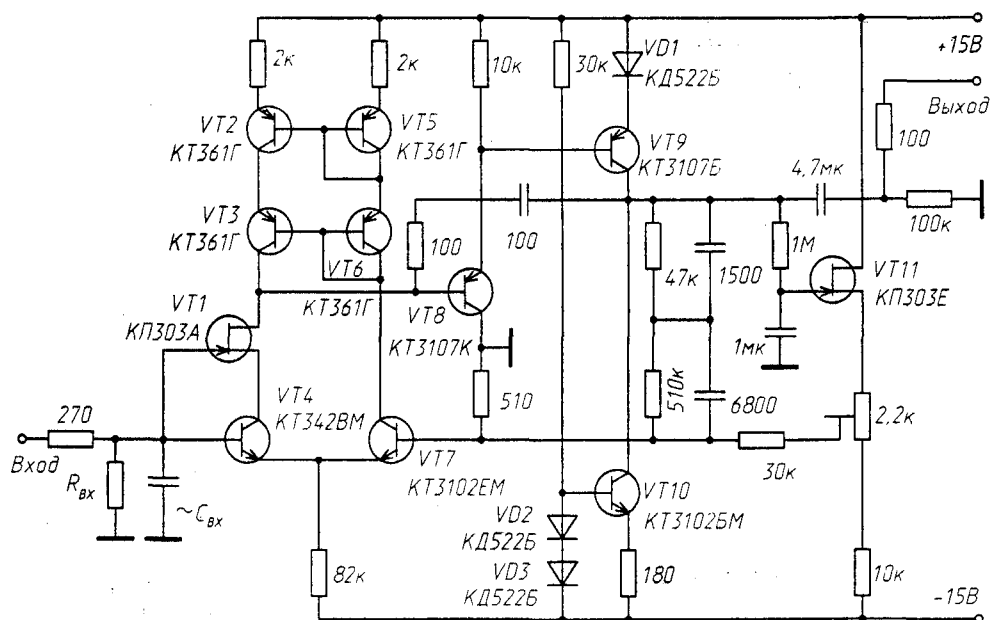 2к
2к
10к
30к
VD1
КД522Б
+15В
Выход
VT2
КТ361Г
VT5
КТ361Г
VT9
КТ3107Б
4,7мк
100
VT3
КТ361Г
VT6
КТ361Г
100
100
47к
1500
1М
100к
VT11
КП303Е
VT1
КП303А
VT8
КТ3107К
1мк
510
510к
6800
2,2к
270
Вход
VT4
КТ342ВМ
VT7
КТ3102ЕМ
30к
Rвх
~Cвх
VT10
КТ3102БМ
VD2
КД522Б
VD3
КД522Б
82к
180
10к
-15В